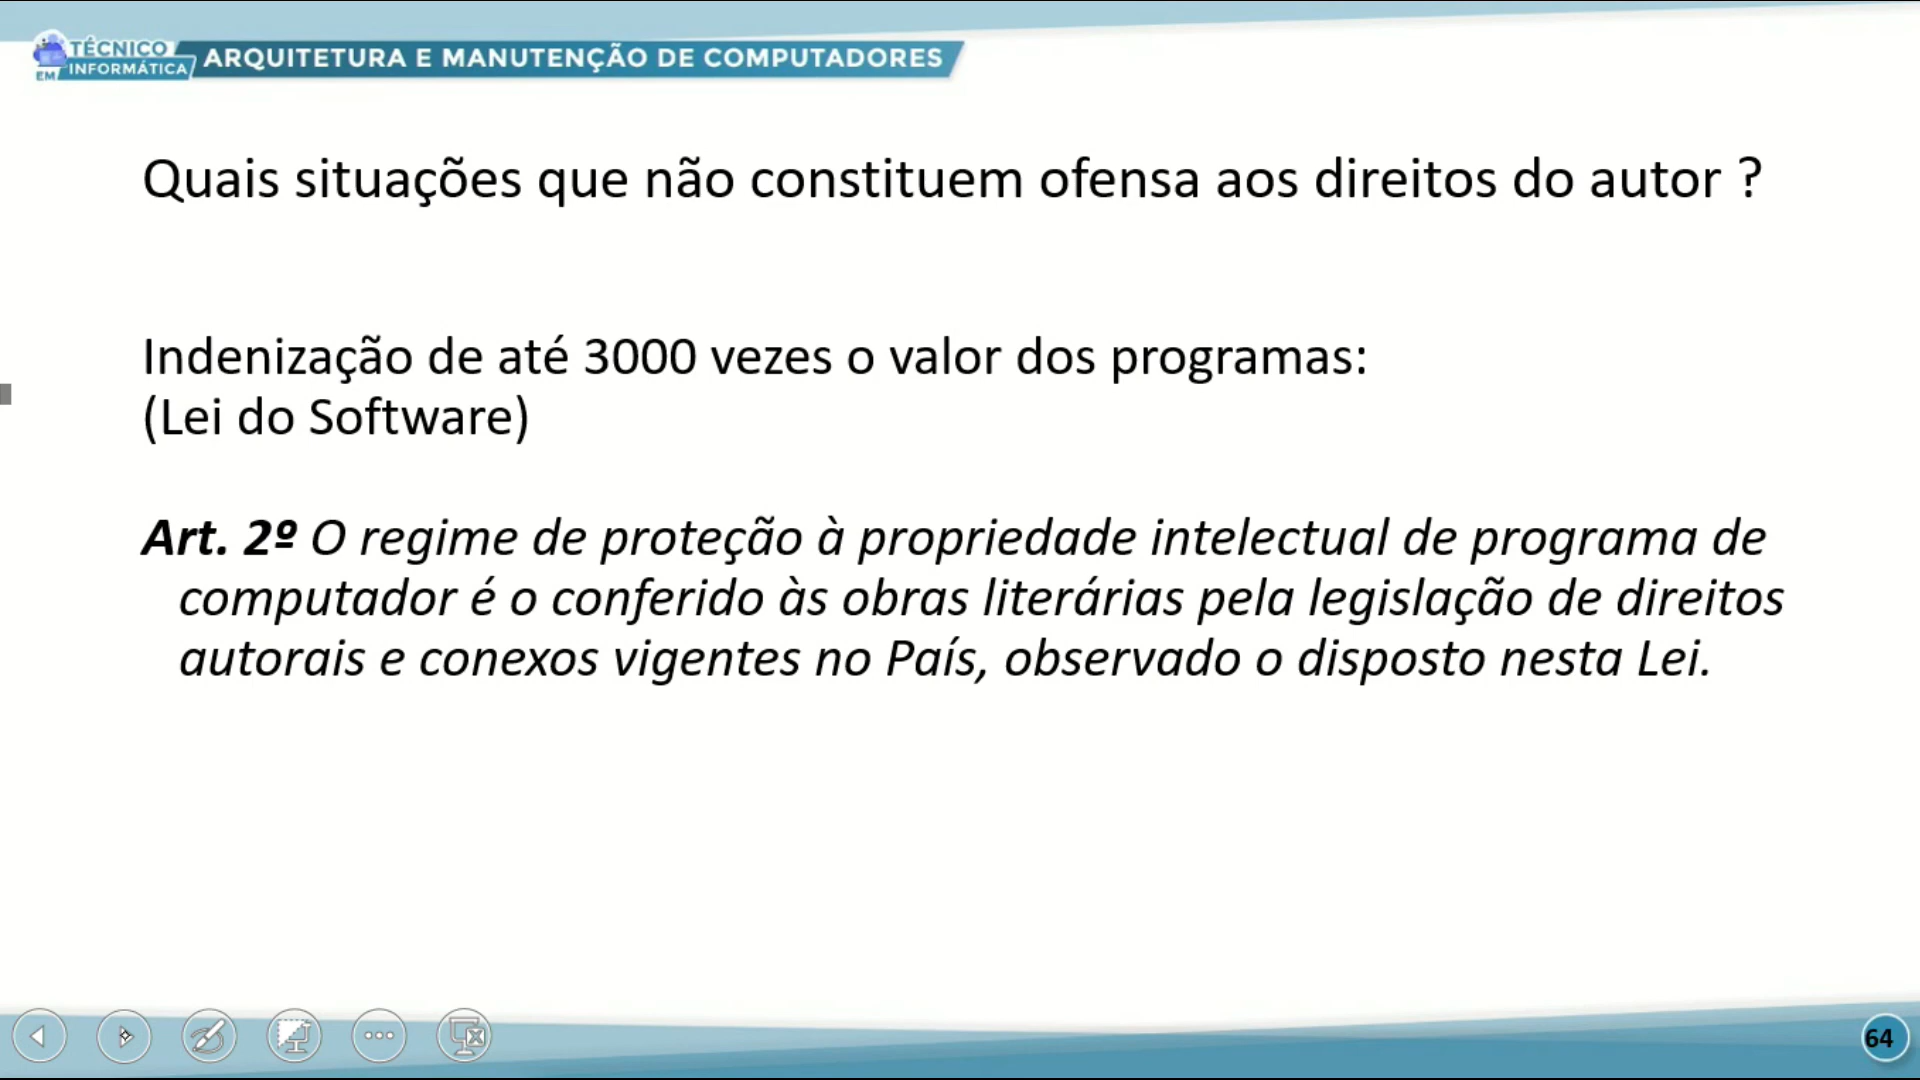 TÉCNICO
EM INFORMÁTICA
ARQUITETURA E MANUTENÇÃO DE COMPUTADORES
Quais situações que não constituem ofensa aos direitos do autor ?
Indenização de até 3000 vezes o valor dos programas:
(Lei do Software)
Art. 2º O regime de proteção à propriedade intelectual de programa de
computador é o conferido às obras literárias pela legislação de direitos
autorais e conexos vigentes no País, observado o disposto nesta Lei.
64